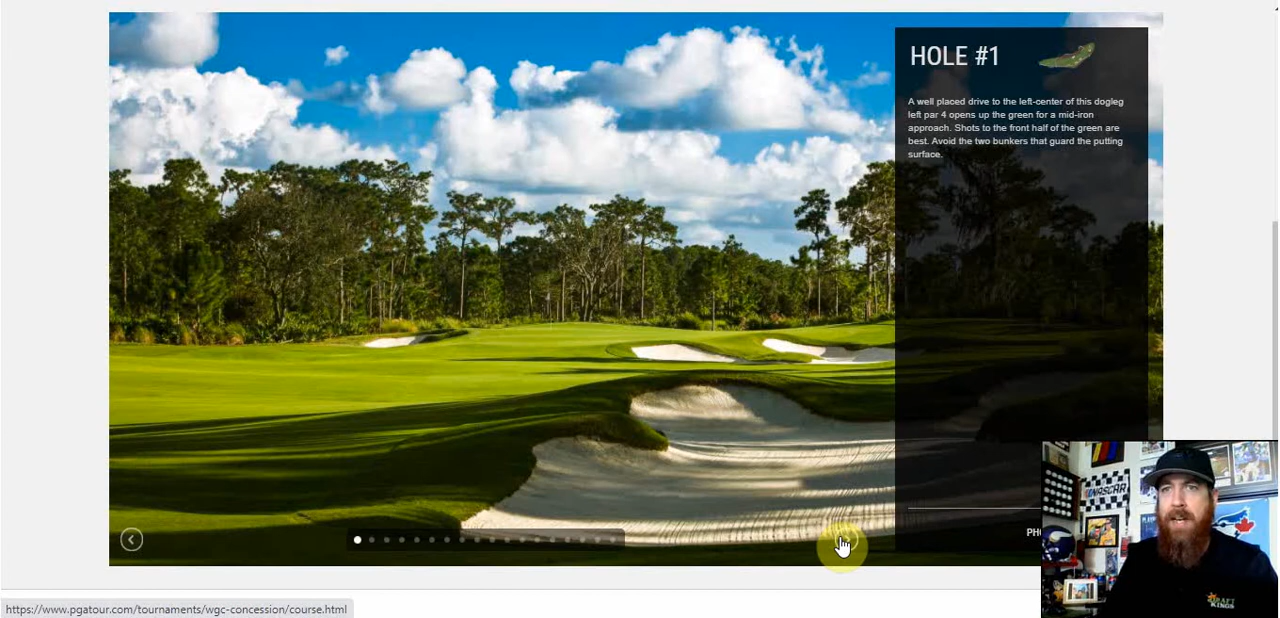 HOLE #1
A well placed drive to the left-center of this dogleg
left par 4 opens up the green for a mid-iron
approach. Shots to the front half of the green are
best. Avoid the two bunkers that guard the putting
surface.
NASCAR
KINGS
https://www.pgatour.com/tournaments/wgc-concession/course.html